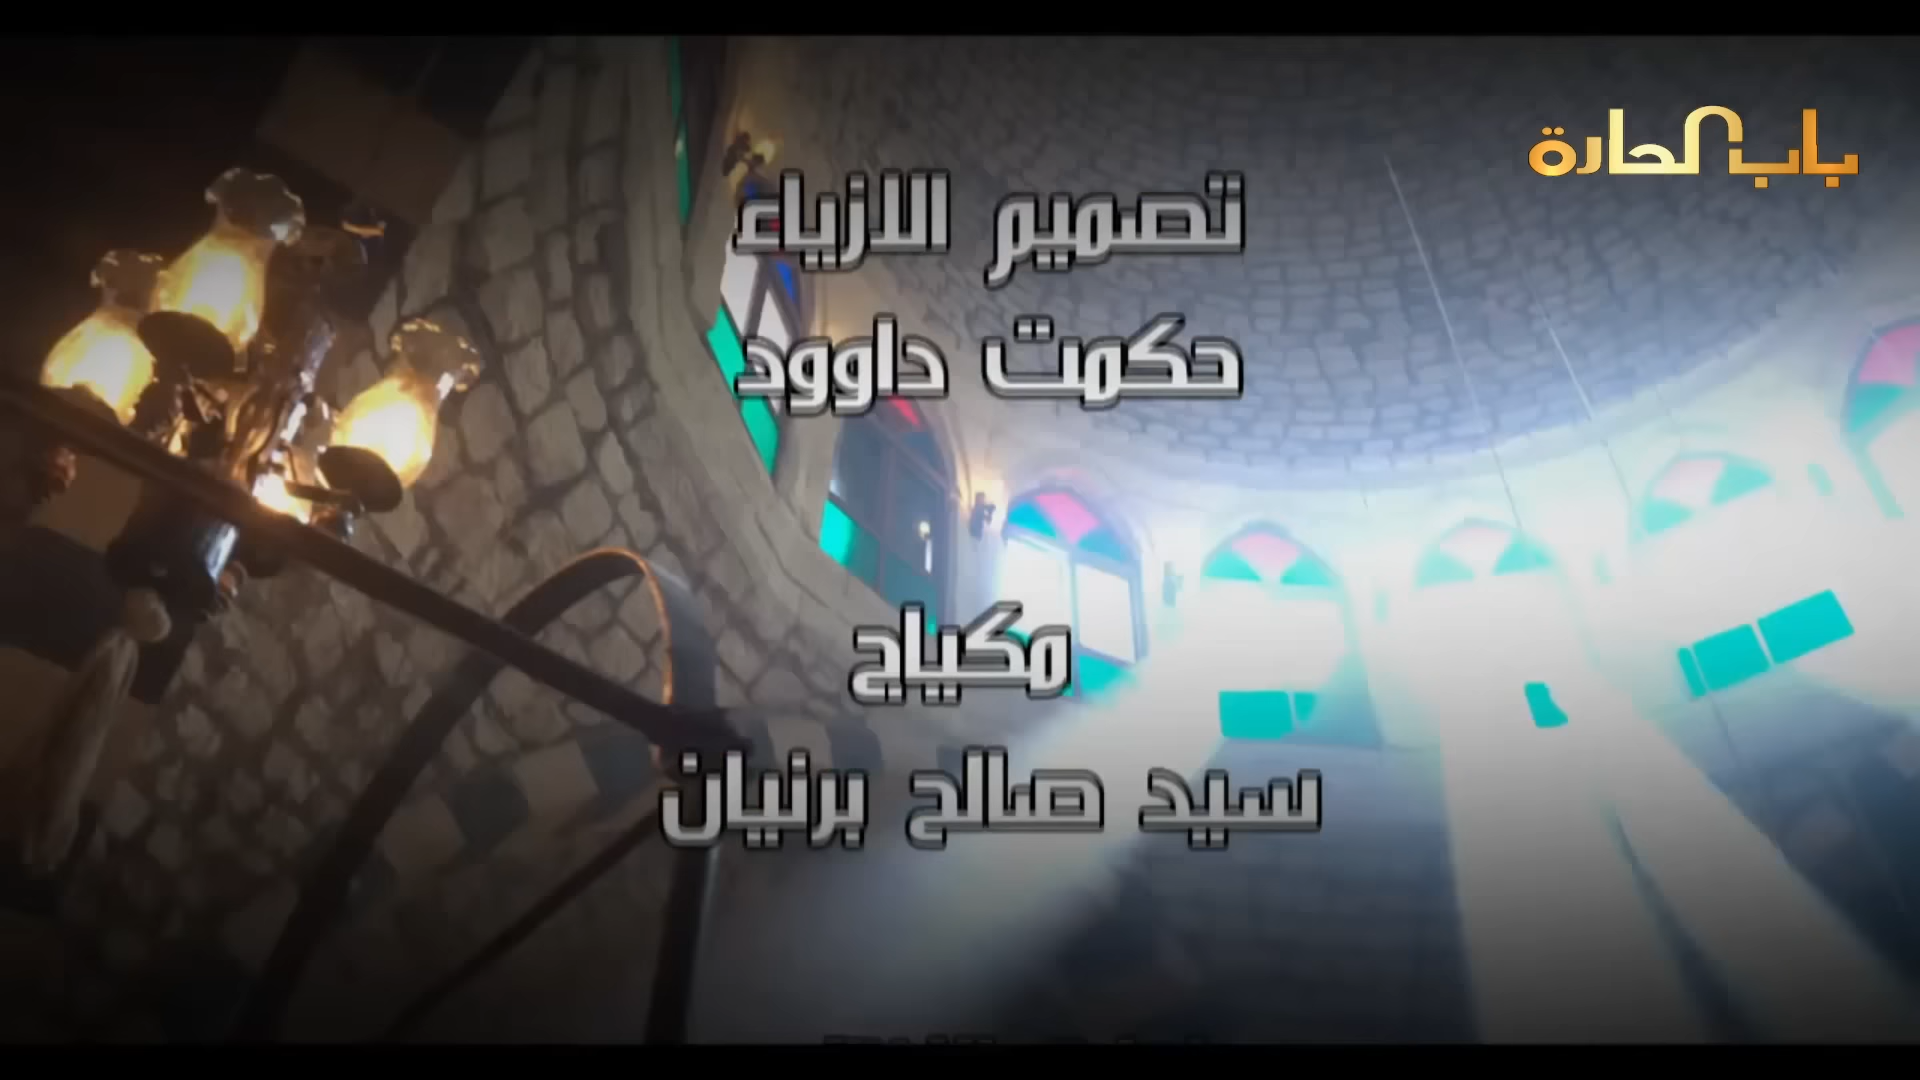 باب الحارة
تصميم الازياء
حكمت داوود
مكياج
سيد صالح برنيان